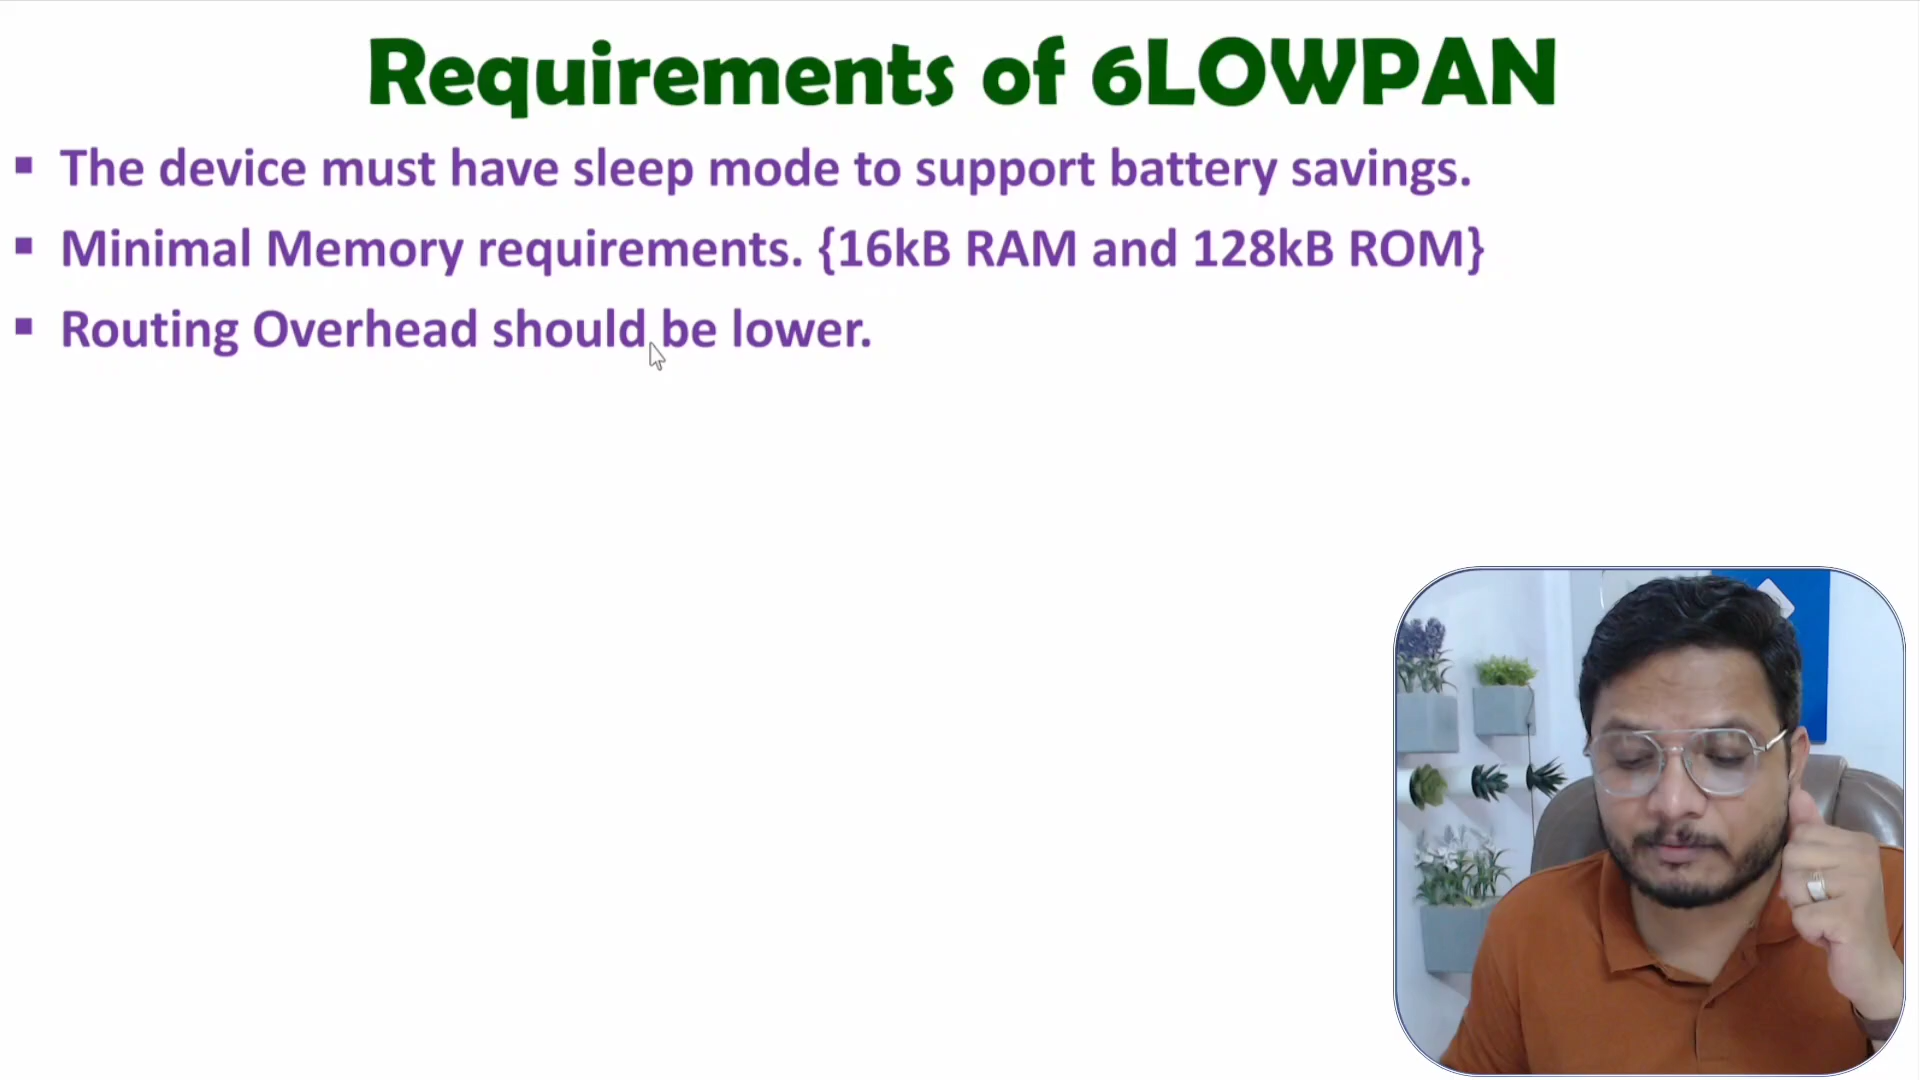 Requirements of 6LOWPAN
▪ The device must have sleep mode to support battery savings.
▪ Minimal Memory requirements. {16kB RAM and 128kB ROM}
▪ Routing Overhead should be lower.